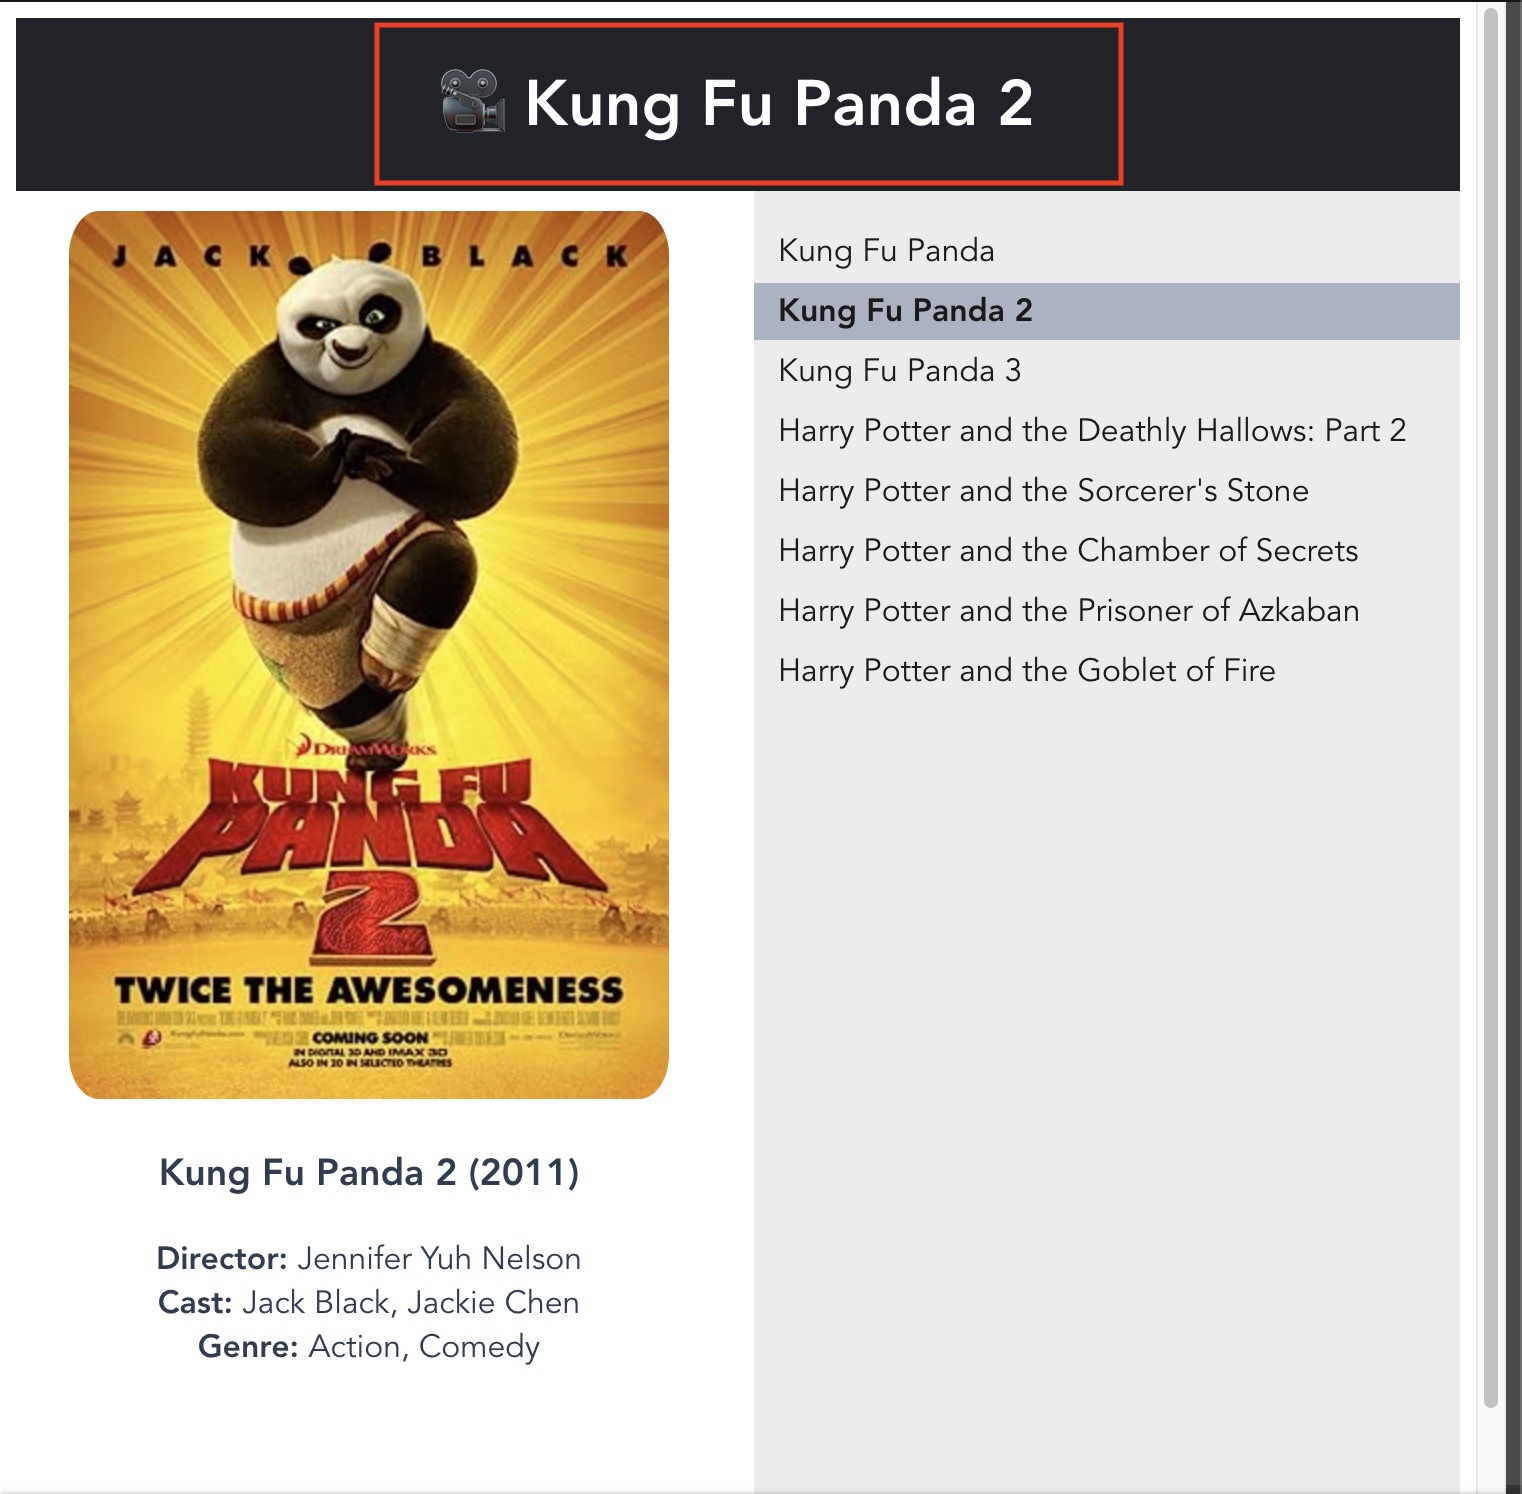 🎥 Kung Fu Panda 2
JACK BLACK
DREAMWORKS
KUNG FU
PANDA
2
TWICE THE AWESOMENESS
COMING SOON
IN DIGITAL 3D AND IMAX 3D
ALSO IN 2D IN SELECTED THEATRES
Kung Fu Panda 2 (2011)
Director: Jennifer Yuh Nelson
Cast: Jack Black, Jackie Chen
Genre: Action, Comedy
Kung Fu Panda
Kung Fu Panda 2
Kung Fu Panda 3
Harry Potter and the Deathly Hallows: Part 2
Harry Potter and the Sorcerer's Stone
Harry Potter and the Chamber of Secrets
Harry Potter and the Prisoner of Azkaban
Harry Potter and the Goblet of Fire